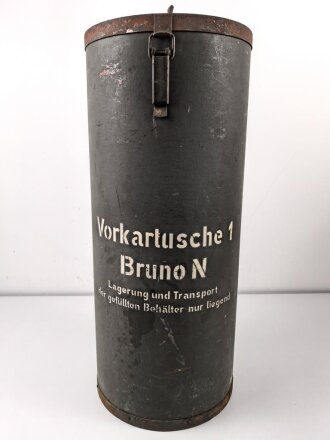 Vorkartusche 1
Bruno N
Lagerung und Transport
der gefüllten Behälter nur liegend